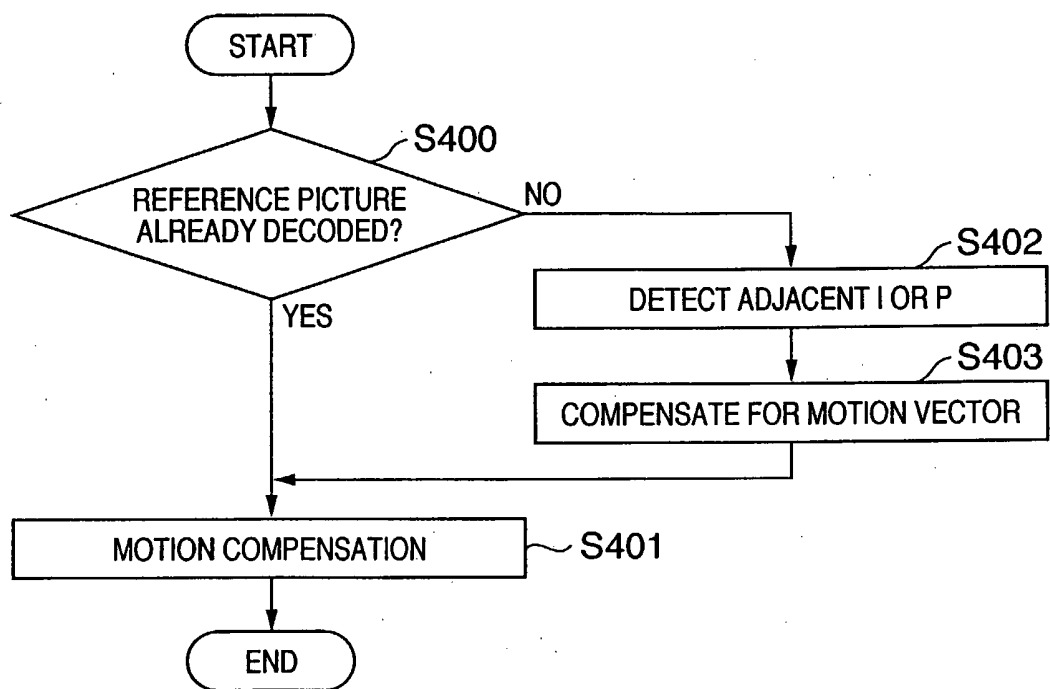 START
S400
REFERENCE PICTURE
ALREADY DECODED?
NO
YES
S402
DETECT ADJACENT I OR P
S403
COMPENSATE FOR MOTION VECTOR
MOTION COMPENSATION
S401
END